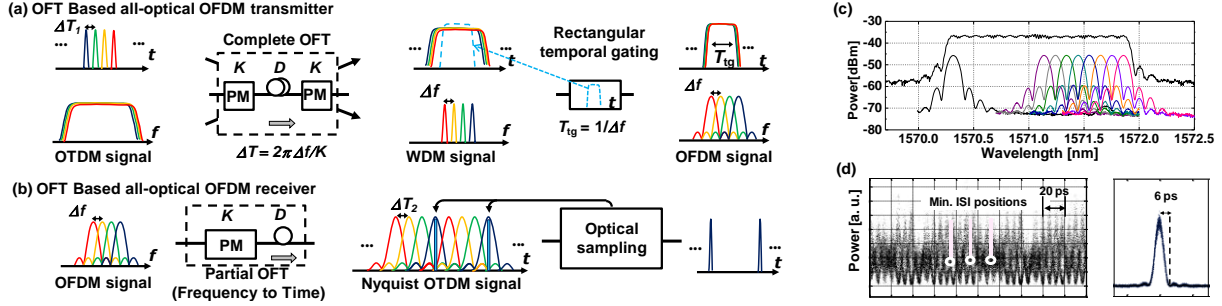 (a) OFT Based all-optical OFDM transmitter
ΔT1
...
...
t
f
OTDM signal
Complete OFT
K D K
PM
PM
ΔT = 2πΔf/K
...
...
t
Δf
f
WDM signal
Rectangular
temporal gating
t
Ttg = 1/Δf
...
...
Ttg
t
f
OFDM signal
(b) OFT Based all-optical OFDM receiver
Δf
f
OFDM signal
K D
PM
Partial OFT
(Frequency to Time)
ΔT2
...
...
t
Nyquist OTDM signal
Optical
sampling
...
...
t
(c)
Power[dBm]
-30
-40
-50
-60
-70
-80
1570.0 1570.5 1571.0 1571.5 1572.0 1572.5
Wavelength [nm]
(d)
Power [a. u.]
Min. ISI positions
20 ps
6 ps